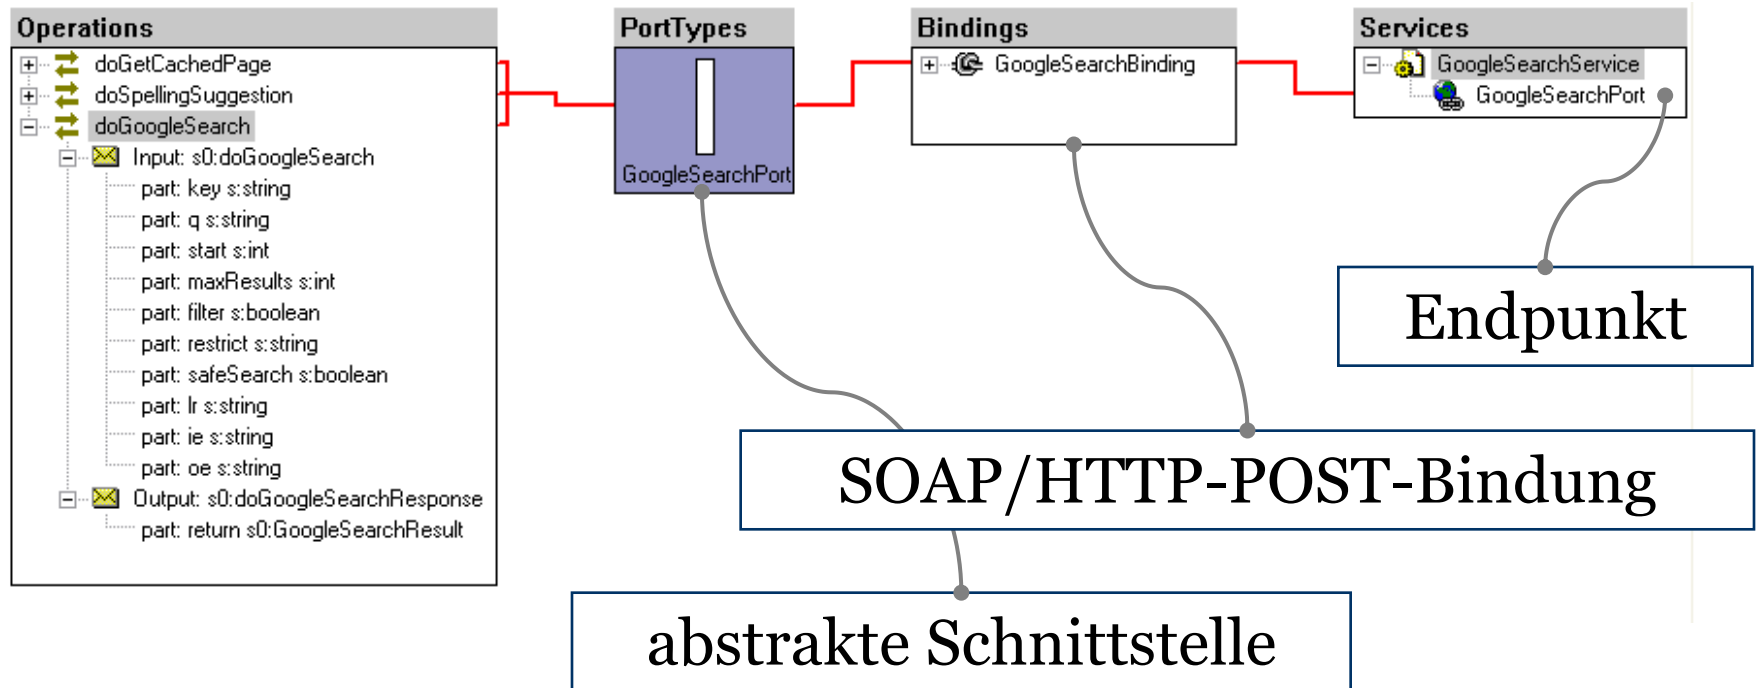 Operations
doGetCachedPage
doSpellingSuggestion
doGoogleSearch
Input: s0:doGoogleSearch
part: key s:string
part: q s:string
part: start s:int
part: maxResults s:int
part: filter s:boolean
part: restrict s:string
part: safeSearch s:boolean
part: lr s:string
part: ie s:string
part: oe s:string
Output: s0:doGoogleSearchResponse
part: return s0:GoogleSearchResult
PortTypes
GoogleSearchPort
Bindings
GoogleSearchBinding
Services
GoogleSearchService
GoogleSearchPort
Endpunkt
SOAP/HTTP-POST-Bindung
abstrakte Schnittstelle